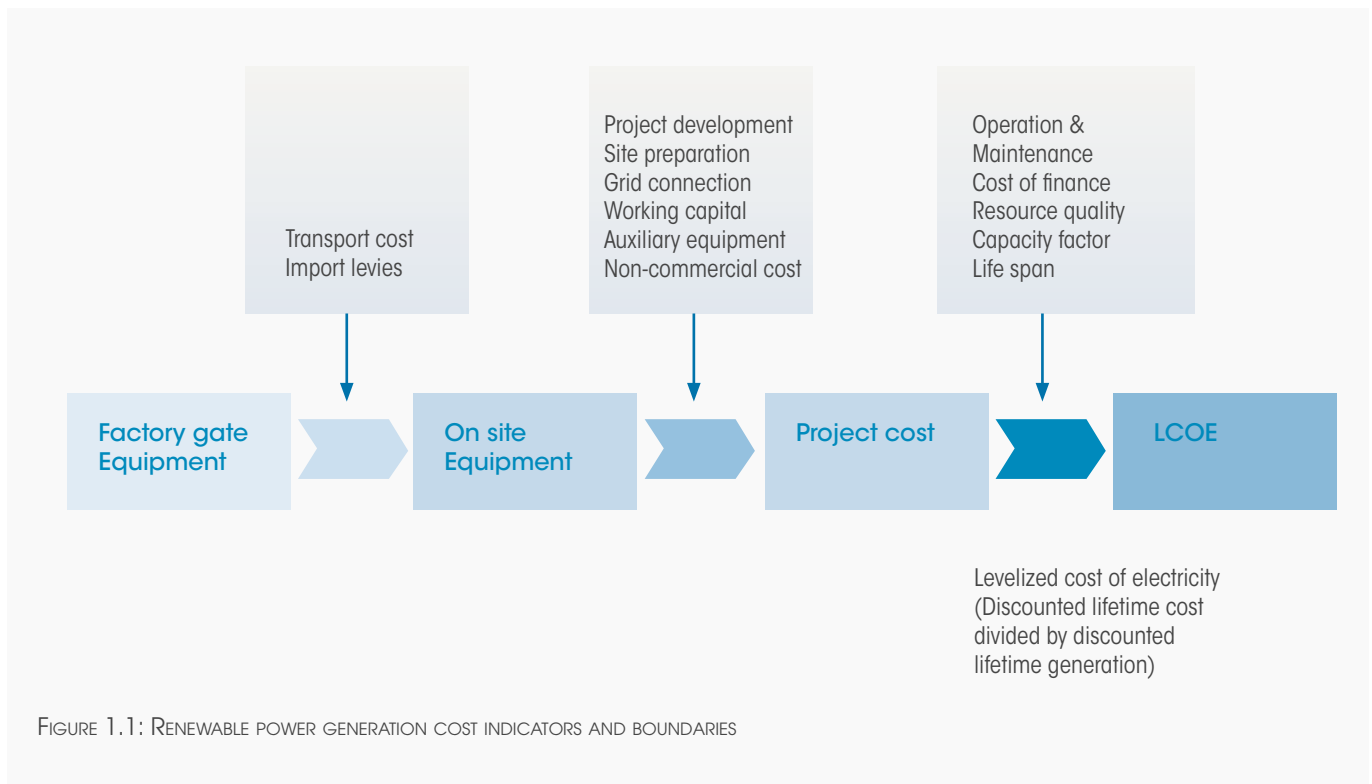 Transport cost
Import levies
Project development
Site preparation
Grid connection
Working capital
Auxiliary equipment
Non-commercial cost
Operation &
Maintenance
Cost of finance
Resource quality
Capacity factor
Life span
Factory gate
Equipment
On site
Equipment
Project cost
LCOE
Levelized cost of electricity
(Discounted lifetime cost
divided by discounted
lifetime generation)
Figure 1.1: Renewable power generation cost indicators and boundaries